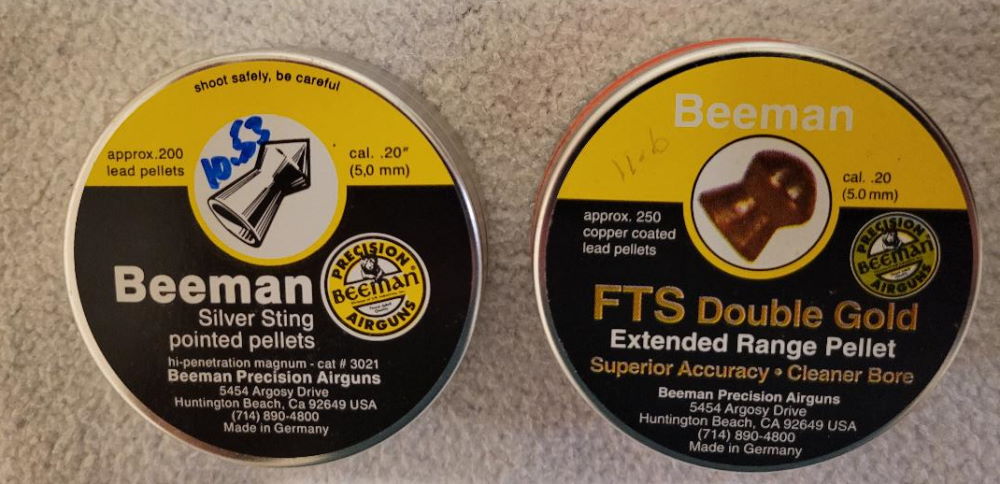 shoot safely, be careful
approx.200
lead pellets
10.53
cal. .20"
(5,0 mm)
PRECISION
BEEMAN
AIRGUNS
Beeman
Silver Sting
pointed pellets
hi-penetration magnum - cat # 3021
Beeman Precision Airguns
5454 Argosy Drive
Huntington Beach, Ca 92649 USA
(714) 890-4800
Made in Germany
Beeman
11.6
cal. .20
(5.0 mm)
approx. 250
copper coated
lead pellets
PRECISION
BEEMAN
AIRGUNS
FTS Double Gold
Extended Range Pellet
Superior Accuracy • Cleaner Bore
Beeman Precision Airguns
5454 Argosy Drive
Huntington Beach, CA 92649 USA
(714) 890-4800
Made in Germany